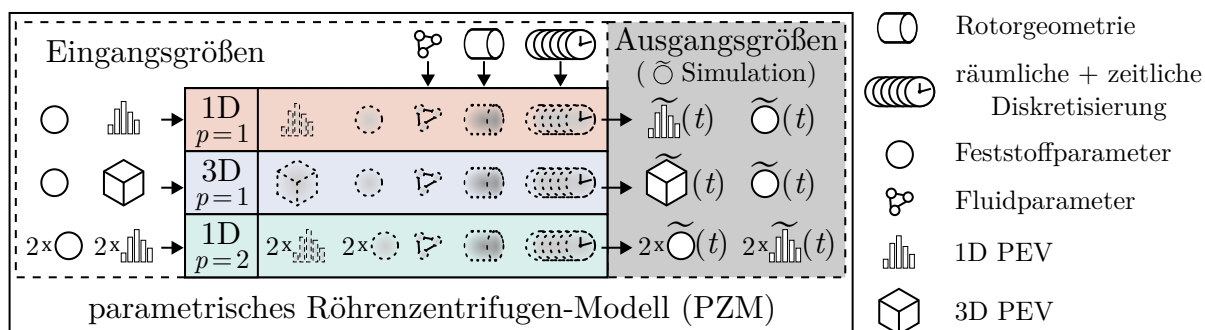 Eingangsgrößen
Ausgangsgrößen
( ~ Simulation)
1D
p=1
(t) (t)
3D
p=1
(t) (t)
2x 2x
1D
p=2
2x 2x
2x (t) 2x (t)
parametrisches Röhrenzentrifugen-Modell (PZM)
Rotorgeometrie
räumliche + zeitliche
Diskretisierung
Feststoffparameter
Fluidparameter
1D PEV
3D PEV